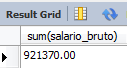 Result Grid
sum(salario_bruto)
921370.00